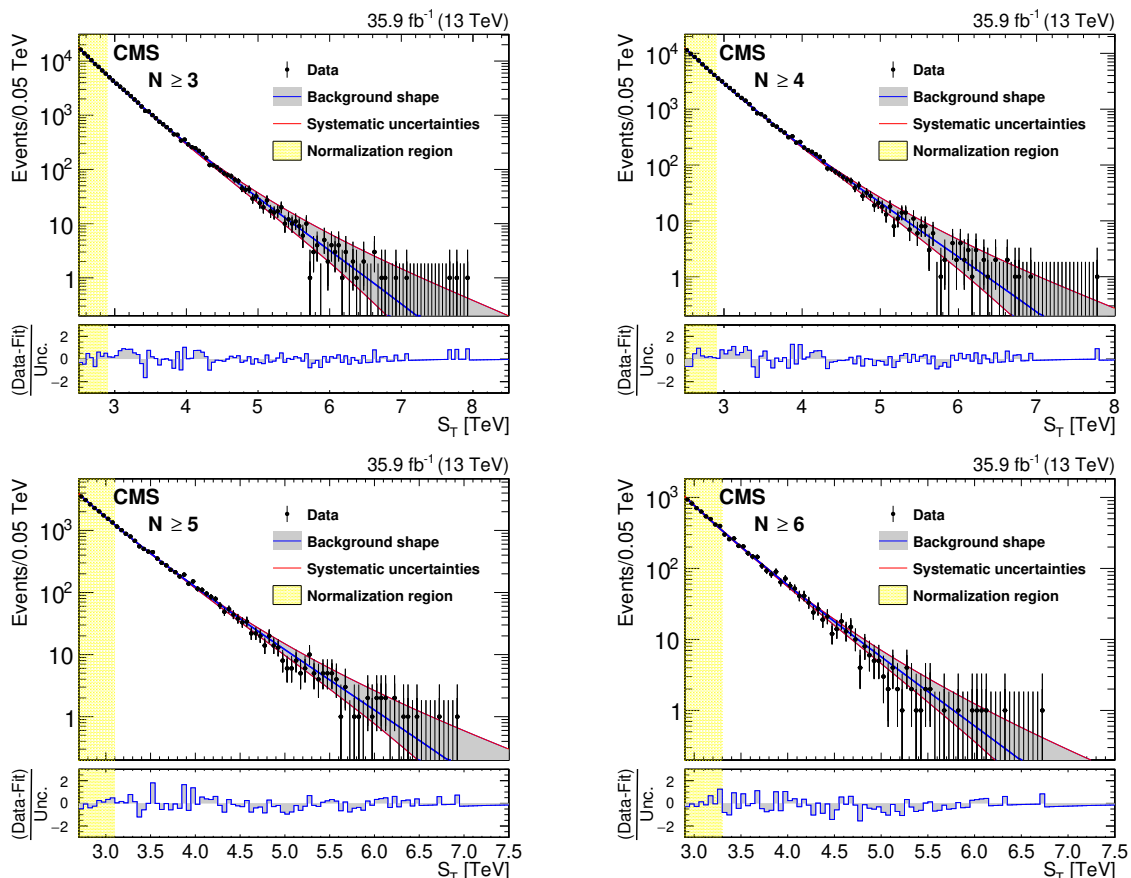 35.9 fb⁻¹ (13 TeV)
Events/0.05 TeV
10⁴
10³
10²
10
1
CMS
N ≥ 3
Data
Background shape
Systematic uncertainties
Normalization region
(Data-Fit)
Unc.
2
0
−2
3
4
5
6
7
8
S_T [TeV]
35.9 fb⁻¹ (13 TeV)
Events/0.05 TeV
10⁴
10³
10²
10
1
CMS
N ≥ 4
Data
Background shape
Systematic uncertainties
Normalization region
(Data-Fit)
Unc.
2
0
−2
3
4
5
6
7
8
S_T [TeV]
35.9 fb⁻¹ (13 TeV)
Events/0.05 TeV
10³
10²
10
1
CMS
N ≥ 5
Data
Background shape
Systematic uncertainties
Normalization region
(Data-Fit)
Unc.
2
0
−2
3.0
3.5
4.0
4.5
5.0
5.5
6.0
6.5
7.0
7.5
S_T [TeV]
35.9 fb⁻¹ (13 TeV)
Events/0.05 TeV
10³
10²
10
1
CMS
N ≥ 6
Data
Background shape
Systematic uncertainties
Normalization region
(Data-Fit)
Unc.
2
0
−2
3.0
3.5
4.0
4.5
5.0
5.5
6.0
6.5
7.0
7.5
S_T [TeV]